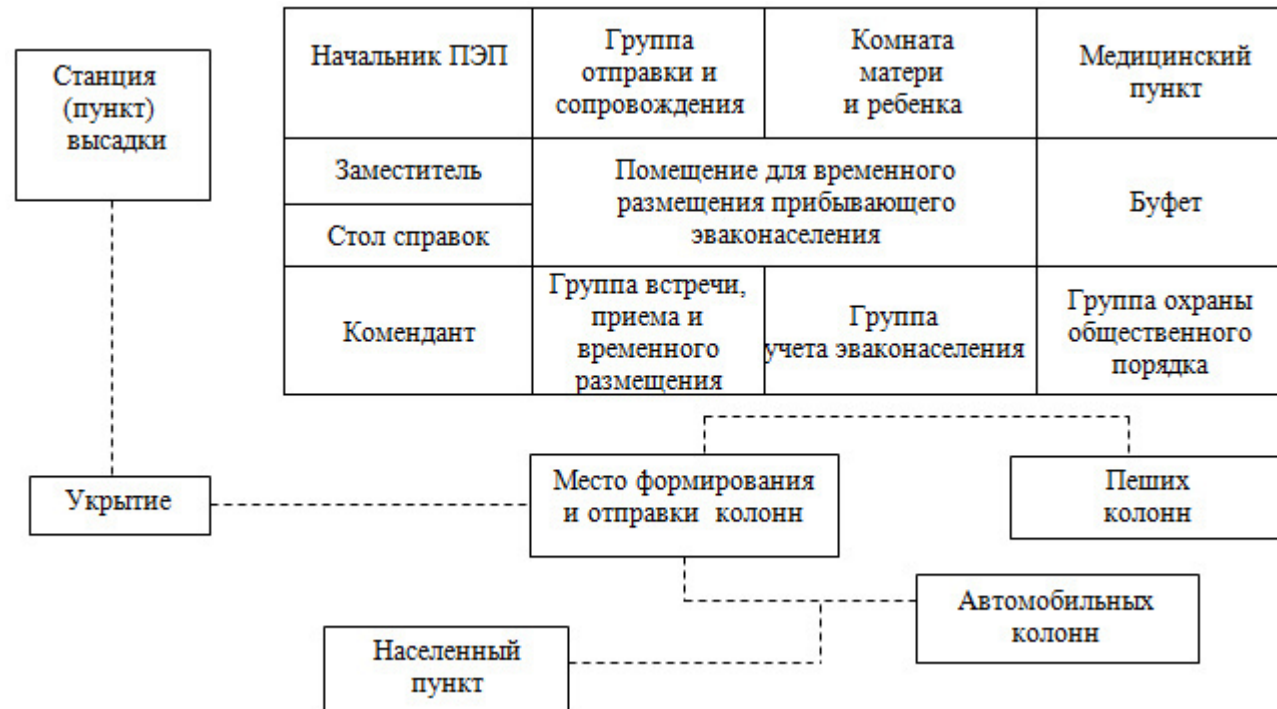 Станция
(пункт)
высадки
Начальник ПЭП
Группа
отправки и
сопровождения
Комната
матери
и ребенка
Медицинский
пункт
Заместитель
Стол справок
Помещение для временного
размещения прибывающего
эваконаселения
Буфет
Комендант
Группа встречи,
приема и
временного
размещения
Группа
учета эваконаселения
Группа охраны
общественного
порядка
Укрытие
Место формирования
и отправки колонн
Пеших
колонн
Автомобильных
колонн
Населенный
пункт